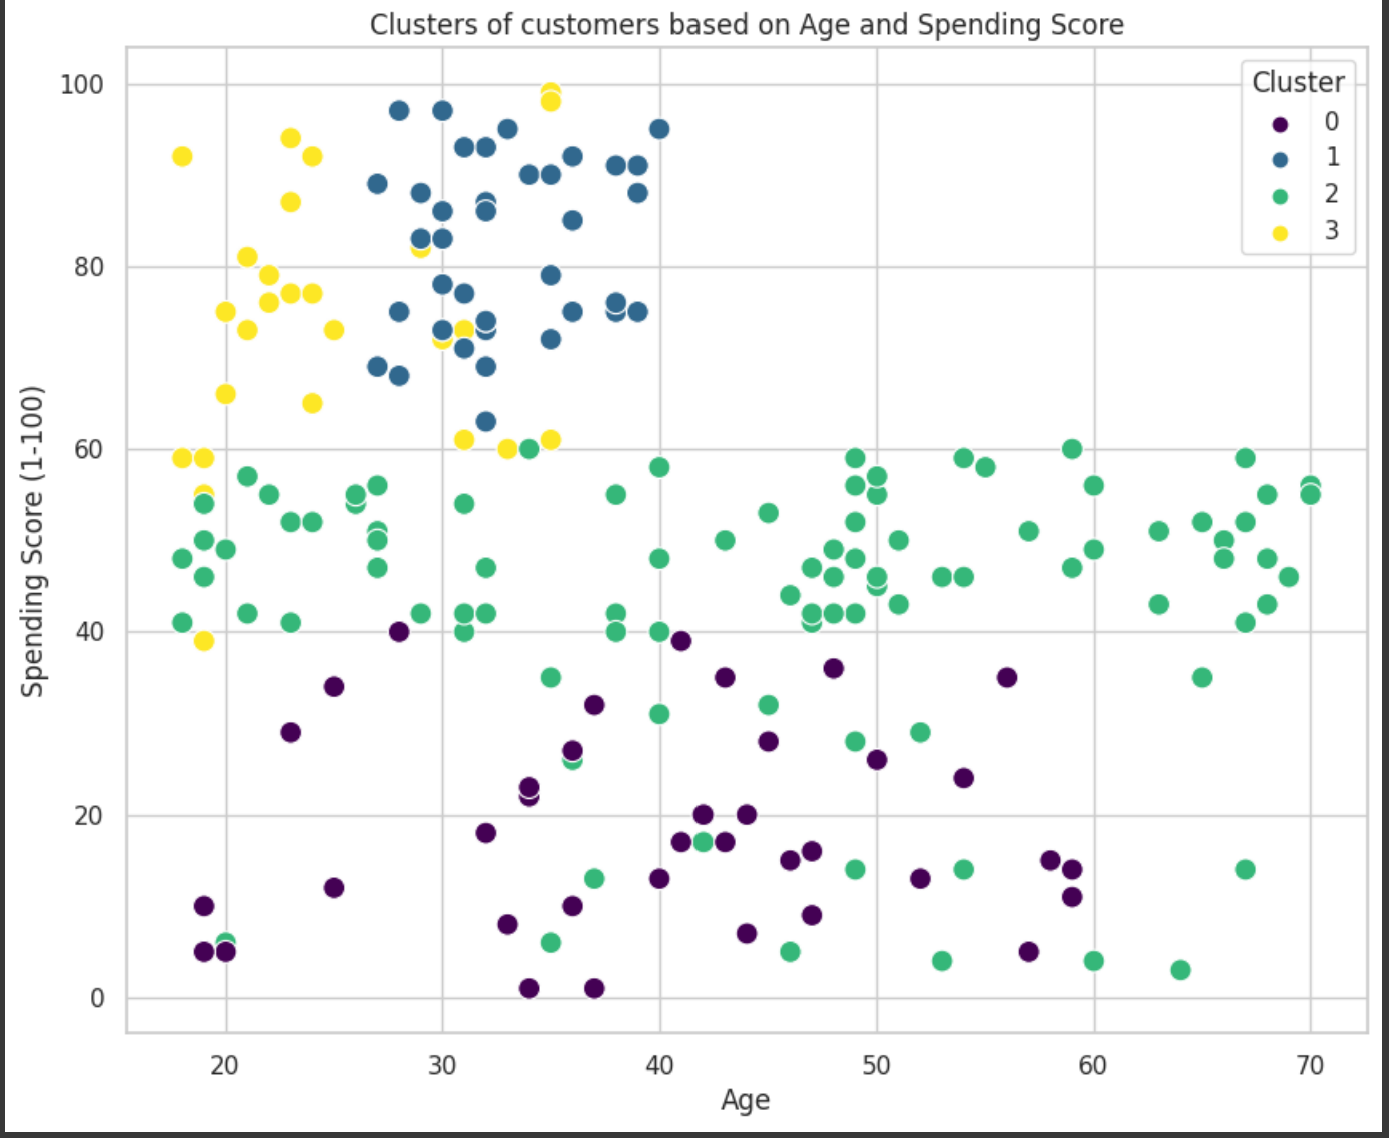 Clusters of customers based on Age and Spending Score
Cluster
0
1
2
3
100
80
60
40
20
0
Spending Score (1-100)
20 30 40 50 60 70
Age